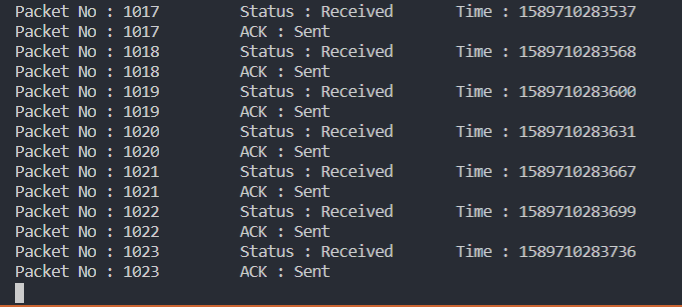 Packet No : 1017 Status : Received Time : 1589710283537
Packet No : 1017 ACK : Sent
Packet No : 1018 Status : Received Time : 1589710283568
Packet No : 1018 ACK : Sent
Packet No : 1019 Status : Received Time : 1589710283600
Packet No : 1019 ACK : Sent
Packet No : 1020 Status : Received Time : 1589710283631
Packet No : 1020 ACK : Sent
Packet No : 1021 Status : Received Time : 1589710283667
Packet No : 1021 ACK : Sent
Packet No : 1022 Status : Received Time : 1589710283699
Packet No : 1022 ACK : Sent
Packet No : 1023 Status : Received Time : 1589710283736
Packet No : 1023 ACK : Sent